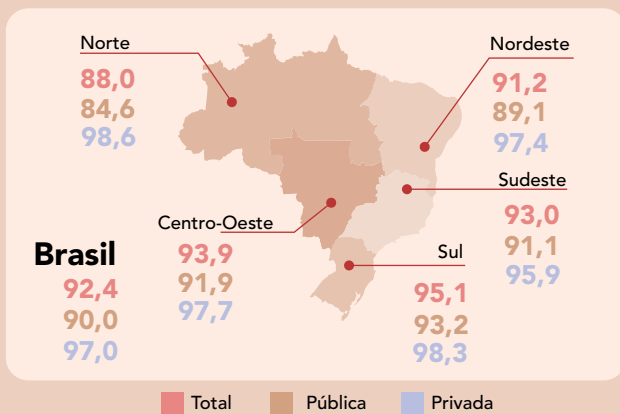 Norte
88,0
84,6
98,6
Nordeste
91,2
89,1
97,4
Sudeste
93,0
91,1
95,9
Centro-Oeste
93,9
91,9
97,7
Sul
95,1
93,2
98,3
Brasil
92,4
90,0
97,0
Total Pública Privada